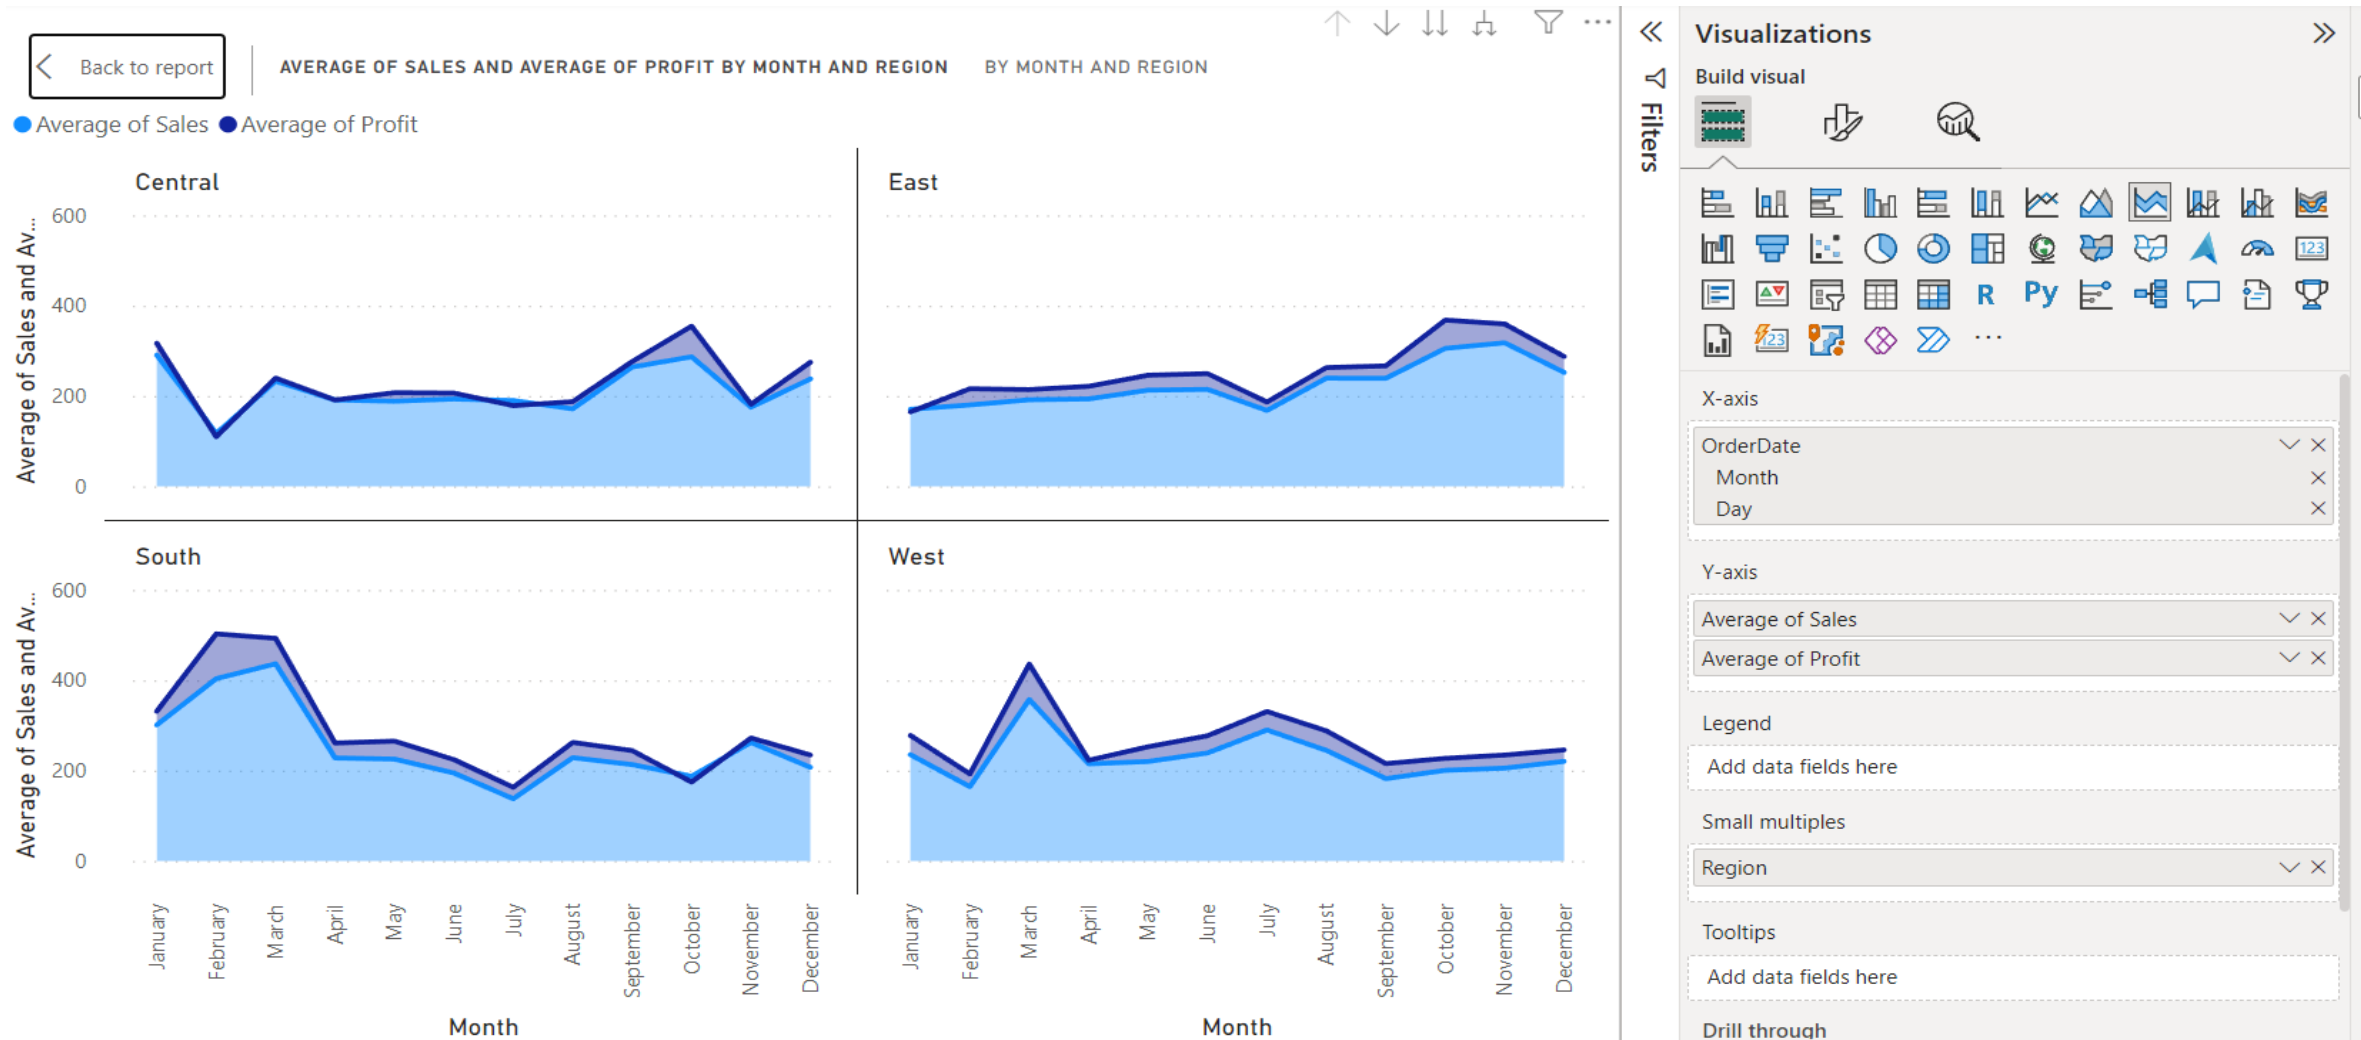 Back to report
AVERAGE OF SALES AND AVERAGE OF PROFIT BY MONTH AND REGION BY MONTH AND REGION
Average of Sales Average of Profit
Central
Average of Sales and Av...
600
400
200
0
East
South
Average of Sales and Av...
600
400
200
0
January
February
March
April
May
June
July
August
September
October
November
December
Month
West
January
February
March
April
May
June
July
August
September
October
November
December
Month
Filters
Visualizations
Build visual
123
R
Py
123
...
X-axis
OrderDate
Month
Day
Y-axis
Average of Sales
Average of Profit
Legend
Add data fields here
Small multiples
Region
Tooltips
Add data fields here
Drill through